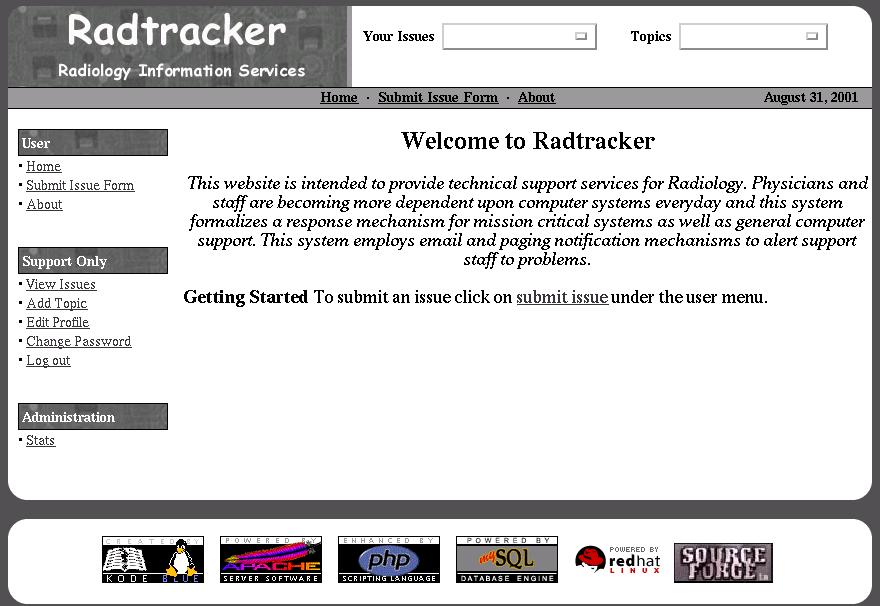 Radtracker
Radiology Information Services
Your Issues
Topics
Home · Submit Issue Form · About
August 31, 2001
User
• Home
• Submit Issue Form
• About
Support Only
• View Issues
• Add Topic
• Edit Profile
• Change Password
• Log out
Administration
• Stats
Welcome to Radtracker
This website is intended to provide technical support services for Radiology. Physicians and
staff are becoming more dependent upon computer systems everyday and this system
formalizes a response mechanism for mission critical systems as well as general computer
support. This system employs email and paging notification mechanisms to alert support
staff to problems.
Getting Started To submit an issue click on submit issue under the user menu.
CREATED BY
KODE BLUE
POWERED BY
APACHE
SERVER SOFTWARE
ENHANCED BY
php
SCRIPTING LANGUAGE
POWERED BY
mySQL
DATABASE ENGINE
POWERED BY
redhat
LINUX
SOURCE
FORGE